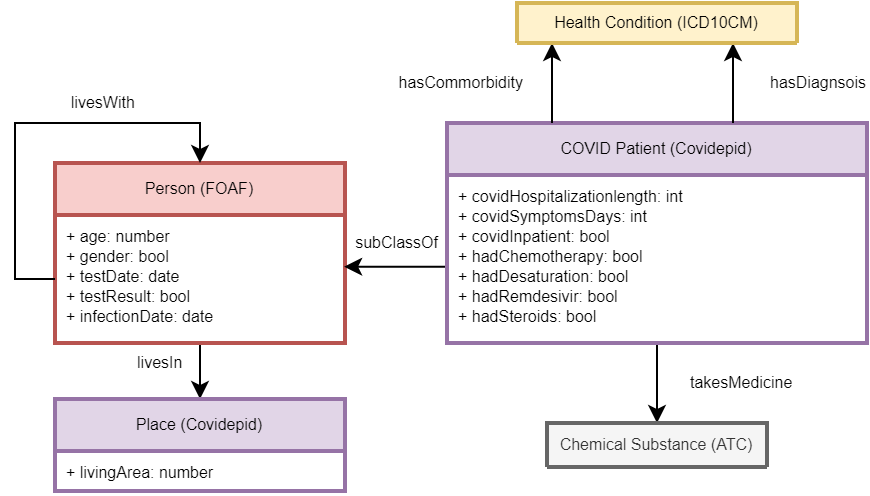 Health Condition (ICD10CM)
hasCommorbidity
hasDiagnsois
livesWith
COVID Patient (Covidepid)
Person (FOAF)
+ covidHospitalizationlength: int
+ covidSymptomsDays: int
+ covidInpatient: bool
+ hadChemotherapy: bool
+ hadDesaturation: bool
+ hadRemdesivir: bool
+ hadSteroids: bool
+ age: number
+ gender: bool
+ testDate: date
+ testResult: bool
+ infectionDate: date
subClassOf
livesIn
takesMedicine
Place (Covidepid)
+ livingArea: number
Chemical Substance (ATC)